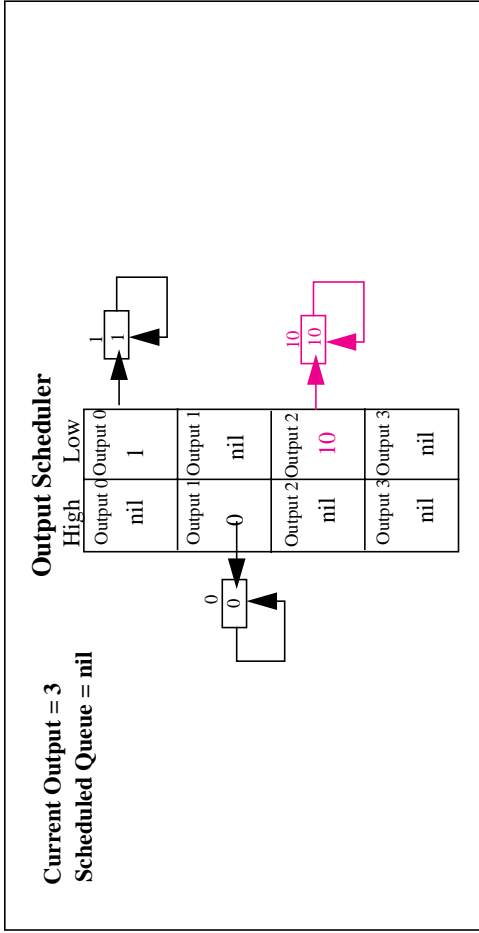 Output Scheduler
Current Output = 3
Scheduled Queue = nil
High Low
Output 0 Output 0
nil 1
1
1
Output 1 Output 1
0 nil
0
0
Output 2 Output 2
nil 10
10
10
Output 3 Output 3
nil nil